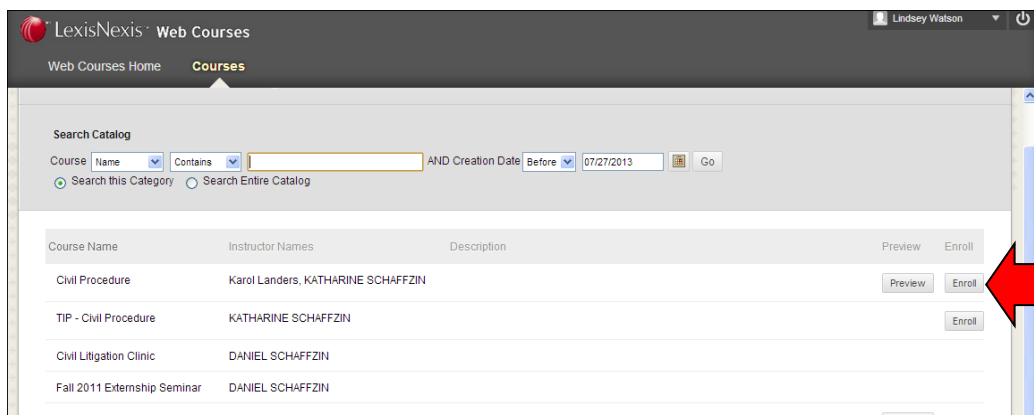 LexisNexis Web Courses
Lindsey Watson
Web Courses Home Courses
Search Catalog
Course Name Contains AND Creation Date Before 07/27/2013 Go
Search this Category Search Entire Catalog
Course Name Instructor Names Description Preview Enroll
Civil Procedure Karol Landers, KATHARINE SCHAFFZIN Preview Enroll
TIP - Civil Procedure KATHARINE SCHAFFZIN Enroll
Civil Litigation Clinic DANIEL SCHAFFZIN
Fall 2011 Externship Seminar DANIEL SCHAFFZIN